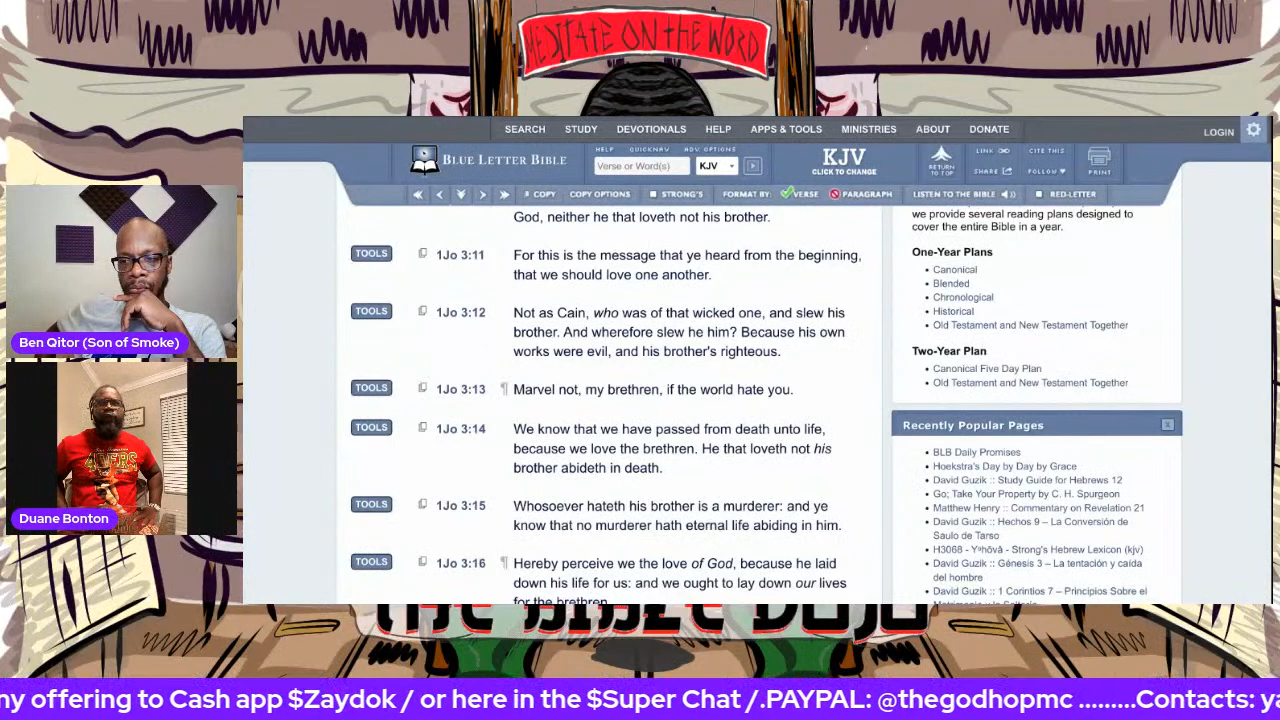 MEDITATE ON THE WORD
SEARCH STUDY DEVOTIONALS HELP APPS & TOOLS MINISTRIES ABOUT DONATE
LOGIN
HELP QUICKNAV ADV. OPTIONS
BLUE LETTER BIBLE
Verse or Word(s)
KJV
KJV
CLICK TO CHANGE
RETURN
TO TOP
LINK
CITE THIS
SHARE
FOLLOW
PRINT
COPY COPY OPTIONS STRONG'S FORMAT BY: VERSE PARAGRAPH LISTEN TO THE BIBLE RED-LETTER
God, neither he that loveth not his brother.
TOOLS 1Jo 3:11 For this is the message that ye heard from the beginning,
that we should love one another.
TOOLS 1Jo 3:12 Not as Cain, who was of that wicked one, and slew his
brother. And wherefore slew he him? Because his own
works were evil, and his brother's righteous.
TOOLS 1Jo 3:13 ¶ Marvel not, my brethren, if the world hate you.
TOOLS 1Jo 3:14 We know that we have passed from death unto life,
because we love the brethren. He that loveth not his
brother abideth in death.
TOOLS 1Jo 3:15 Whosoever hateth his brother is a murderer: and ye
know that no murderer hath eternal life abiding in him.
TOOLS 1Jo 3:16 ¶ Hereby perceive we the love of God, because he laid
down his life for us: and we ought to lay down our lives
for the brethren.
we provide several reading plans designed to
cover the entire Bible in a year.
One-Year Plans
• Canonical
• Blended
• Chronological
• Historical
• Old Testament and New Testament Together
Two-Year Plan
• Canonical Five Day Plan
• Old Testament and New Testament Together
Recently Popular Pages x
• BLB Daily Promises
• Hoekstra's Day by Day by Grace
• David Guzik :: Study Guide for Hebrews 12
• Go; Take Your Property by C. H. Spurgeon
• Matthew Henry :: Commentary on Revelation 21
• David Guzik :: Hechos 9 – La Conversión de
Saulo de Tarso
• H3068 - Yᵉhōvâ - Strong's Hebrew Lexicon (kjv)
• David Guzik :: Génesis 3 – La tentación y caída
del hombre
• David Guzik :: 1 Corintios 7 – Principios Sobre el
Ben Qitor (Son of Smoke)
49ERS
Duane Bonton
THE BIBLE DOJO
ny offering to Cash app $Zaydok / or here in the $Super Chat /.PAYPAL: @thegodhopmc .........Contacts: ya